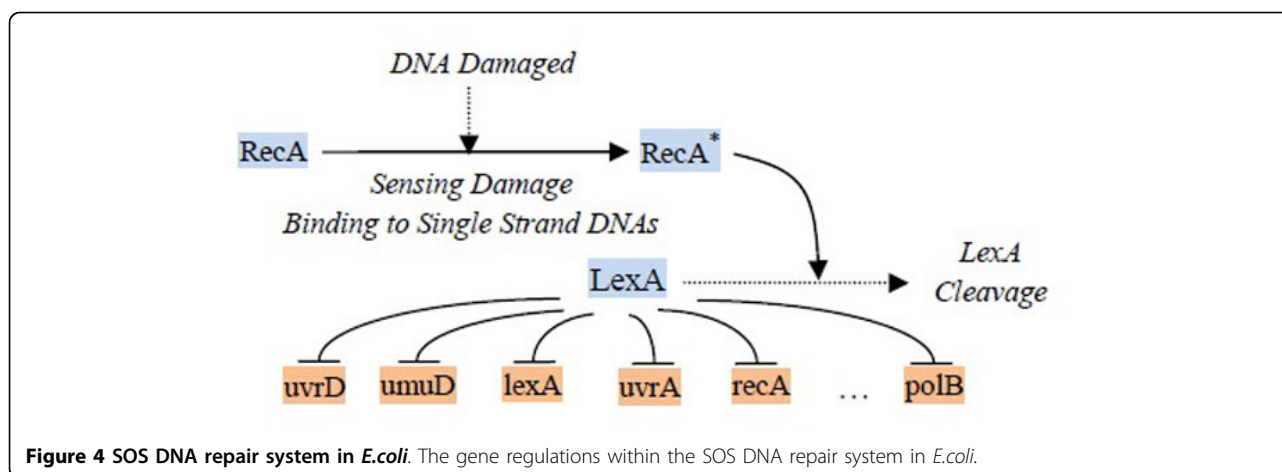 DNA Damaged
RecA
RecA*
Sensing Damage
Binding to Single Strand DNAs
LexA
LexA
Cleavage
uvrD umuD lexA uvrA recA ... polB
Figure 4 SOS DNA repair system in E.coli. The gene regulations within the SOS DNA repair system in E.coli.